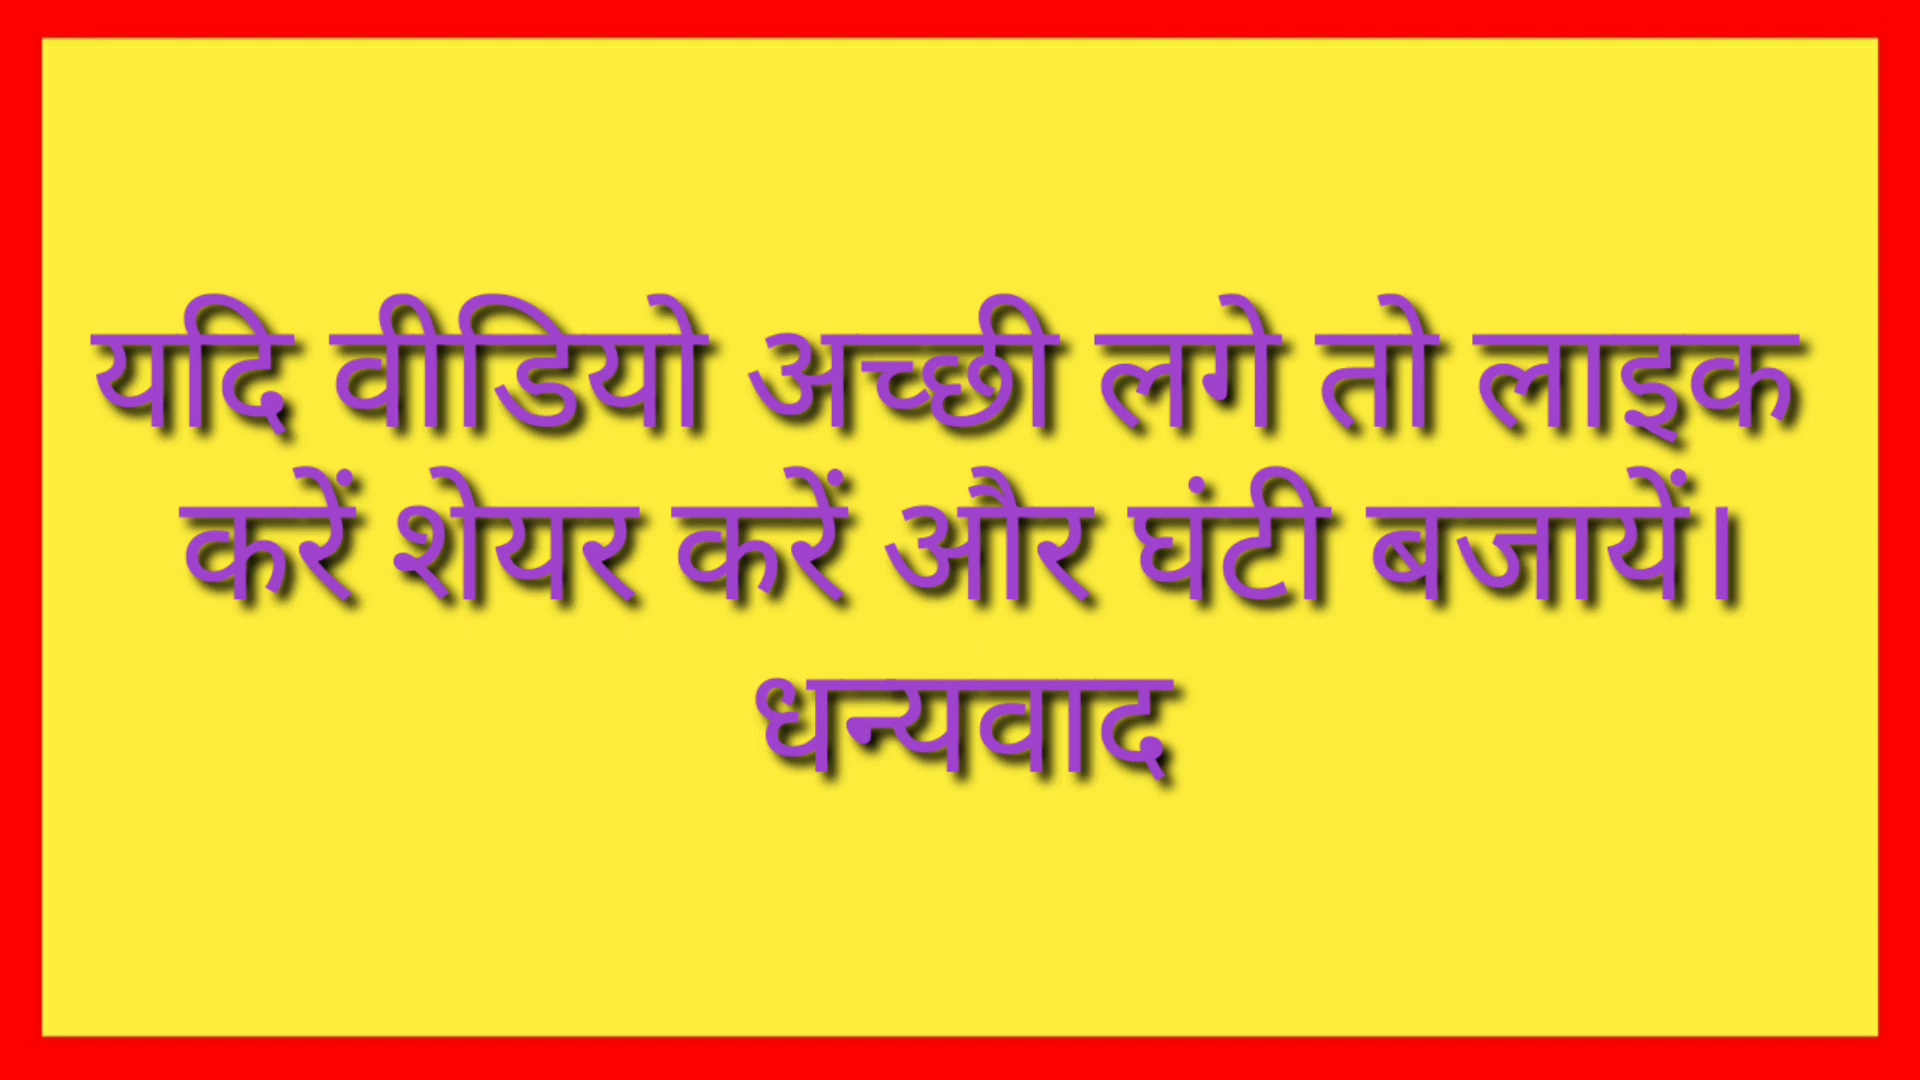 यदि वीडियो अच्छी लगे तो लाइक
करें शेयर करें और घंटी बजायें।
धन्यवाद